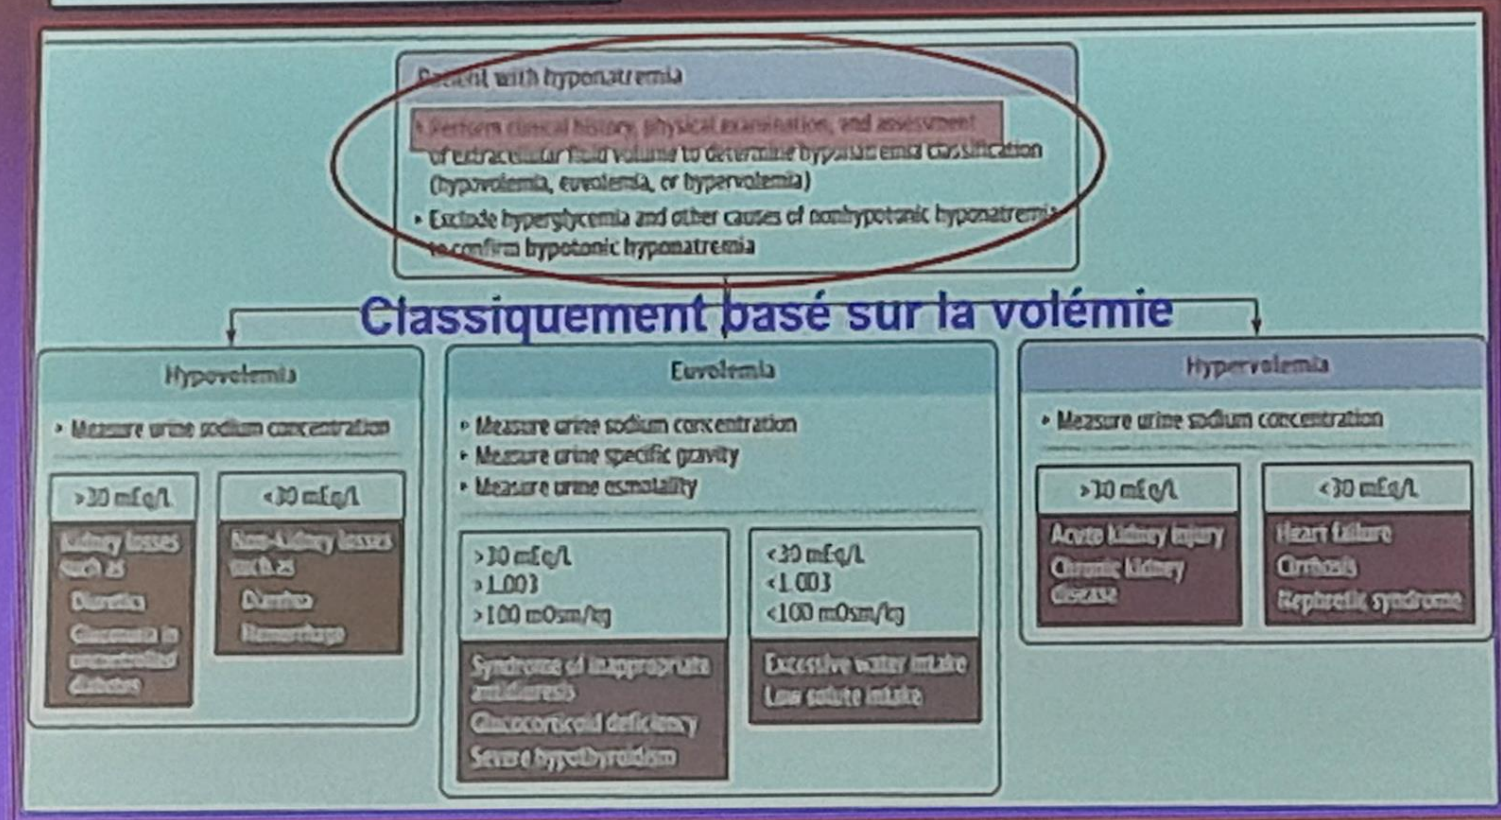 Patient with hyponatremia
• Perform clinical history, physical examination, and assessment
of extracellular fluid volume to determine hyponatremia classification
(hypovolemia, euvolemia, or hypervolemia)
• Exclude hyperglycemia and other causes of nonhypotonic hyponatremia
to confirm hypotonic hyponatremia
Classiquement basé sur la volémie
Hypovolemia
• Measure urine sodium concentration
>30 mEq/L
Kidney losses
such as
Diuretics
Glucosuria in
uncontrolled
diabetes
<30 mEq/L
Non-kidney losses
such as
Diarrhea
Hemorrhage
Euvolemia
• Measure urine sodium concentration
• Measure urine specific gravity
• Measure urine osmolality
>30 mEq/L
>1.003
>100 mOsm/kg
Syndrome of inappropriate
antidiuresis
Glucocorticoid deficiency
Severe hypothyroidism
<30 mEq/L
<1.003
<100 mOsm/kg
Excessive water intake
Low solute intake
Hypervolemia
• Measure urine sodium concentration
>30 mEq/L
Acute kidney injury
Chronic kidney
disease
<30 mEq/L
Heart failure
Cirrhosis
Nephrotic syndrome